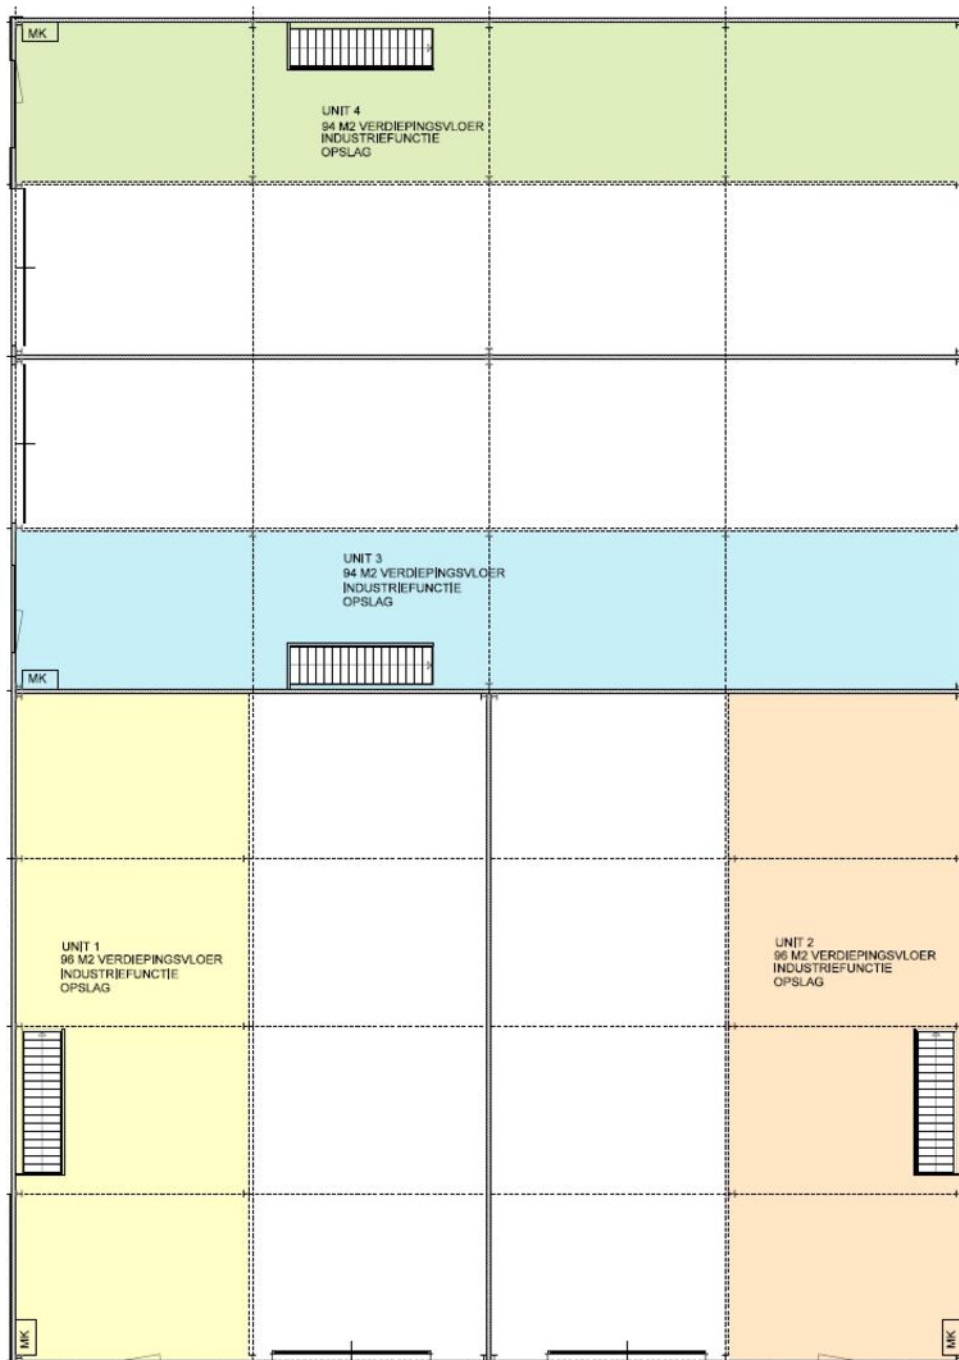 MK
UNIT 4
94 M2 VERDIEPINGSVLOER
INDUSTRIEFUNCTIE
OPSLAG
UNIT 3
94 M2 VERDIEPINGSVLOER
INDUSTRIEFUNCTIE
OPSLAG
MK
UNIT 1
96 M2 VERDIEPINGSVLOER
INDUSTRIEFUNCTIE
OPSLAG
UNIT 2
96 M2 VERDIEPINGSVLOER
INDUSTRIEFUNCTIE
OPSLAG
MK
MK